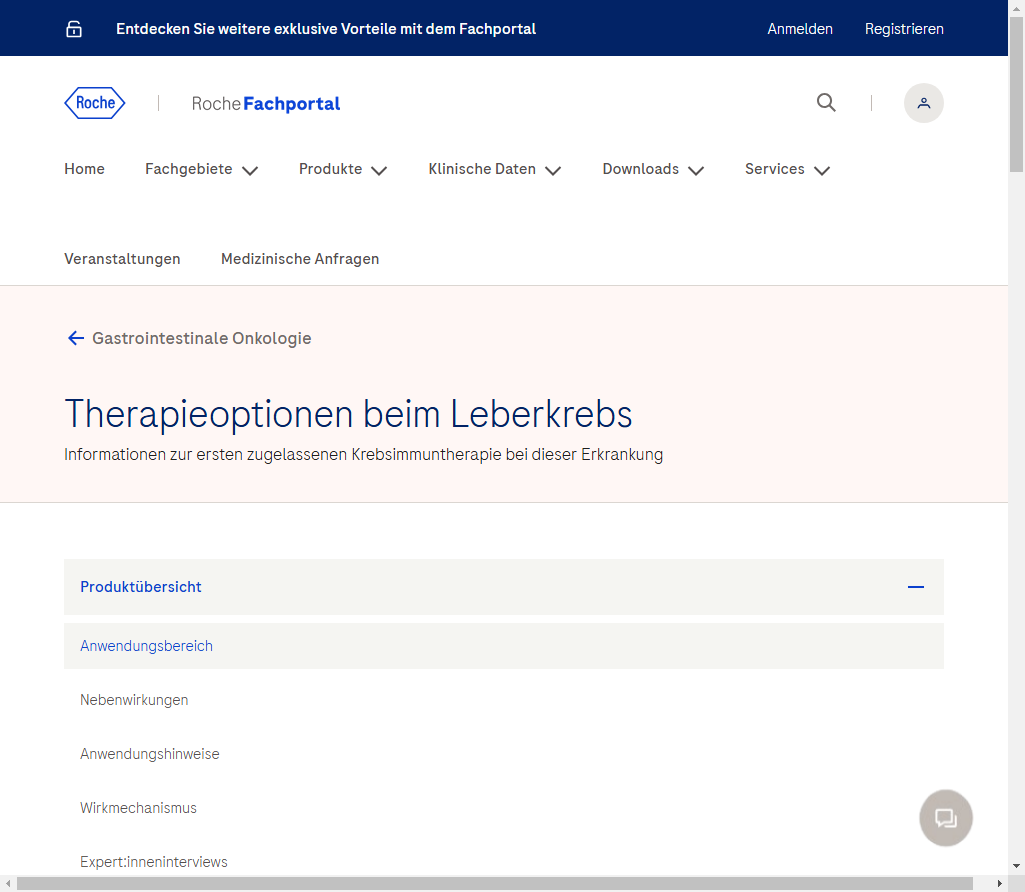 Entdecken Sie weitere exklusive Vorteile mit dem Fachportal Anmelden Registrieren
Roche Roche Fachportal
Home Fachgebiete Produkte Klinische Daten Downloads Services
Veranstaltungen Medizinische Anfragen
Gastrointestinale Onkologie
Therapieoptionen beim Leberkrebs
Informationen zur ersten zugelassenen Krebsimmuntherapie bei dieser Erkrankung
Produktübersicht
Anwendungsbereich
Nebenwirkungen
Anwendungshinweise
Wirkmechanismus
Expert:inneninterviews